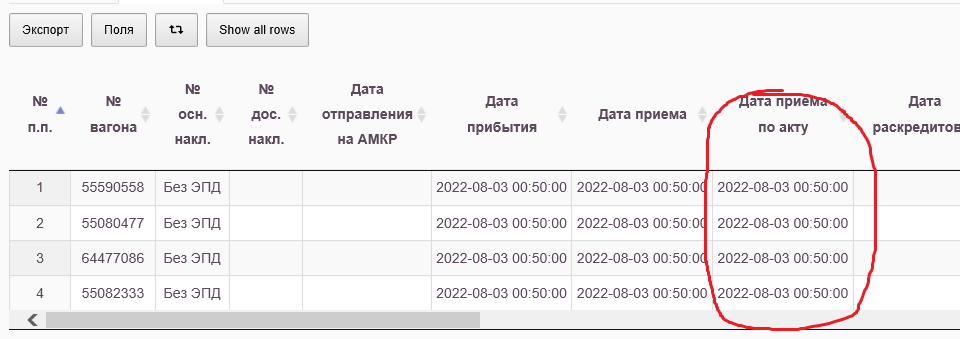 Экспорт Поля Show all rows
№ п.п. № вагона № осн. накл. № дос. накл. Дата отправления на АМКР Дата прибытия Дата приема Дата приема по акту Дата раскредитов
1 55590558 Без ЭПД 2022-08-03 00:50:00 2022-08-03 00:50:00 2022-08-03 00:50:00
2 55080477 Без ЭПД 2022-08-03 00:50:00 2022-08-03 00:50:00 2022-08-03 00:50:00
3 64477086 Без ЭПД 2022-08-03 00:50:00 2022-08-03 00:50:00 2022-08-03 00:50:00
4 55082333 Без ЭПД 2022-08-03 00:50:00 2022-08-03 00:50:00 2022-08-03 00:50:00